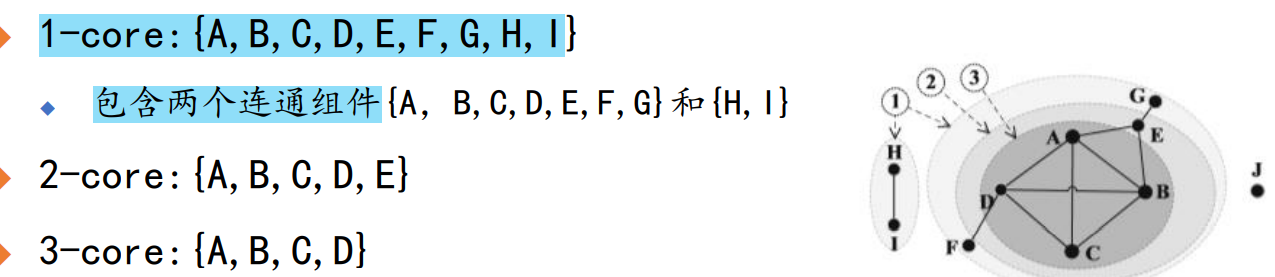 1-core:{A,B,C,D,E,F,G,H,I}
包含两个连通组件{A, B,C,D,E,F,G}和{H,I}
2-core:{A,B,C,D,E}
3-core:{A,B,C,D}
1 2 3
G
E
A
H
J
D
B
I
F
C